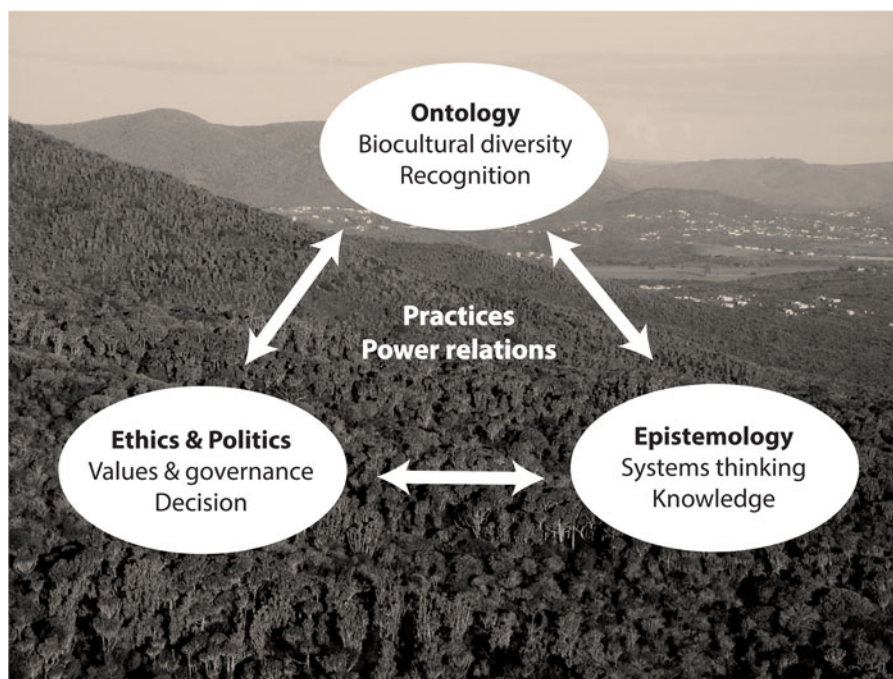 Ontology
Biocultural diversity
Recognition
Practices
Power relations
Ethics & Politics
Values & governance
Decision
Epistemology
Systems thinking
Knowledge